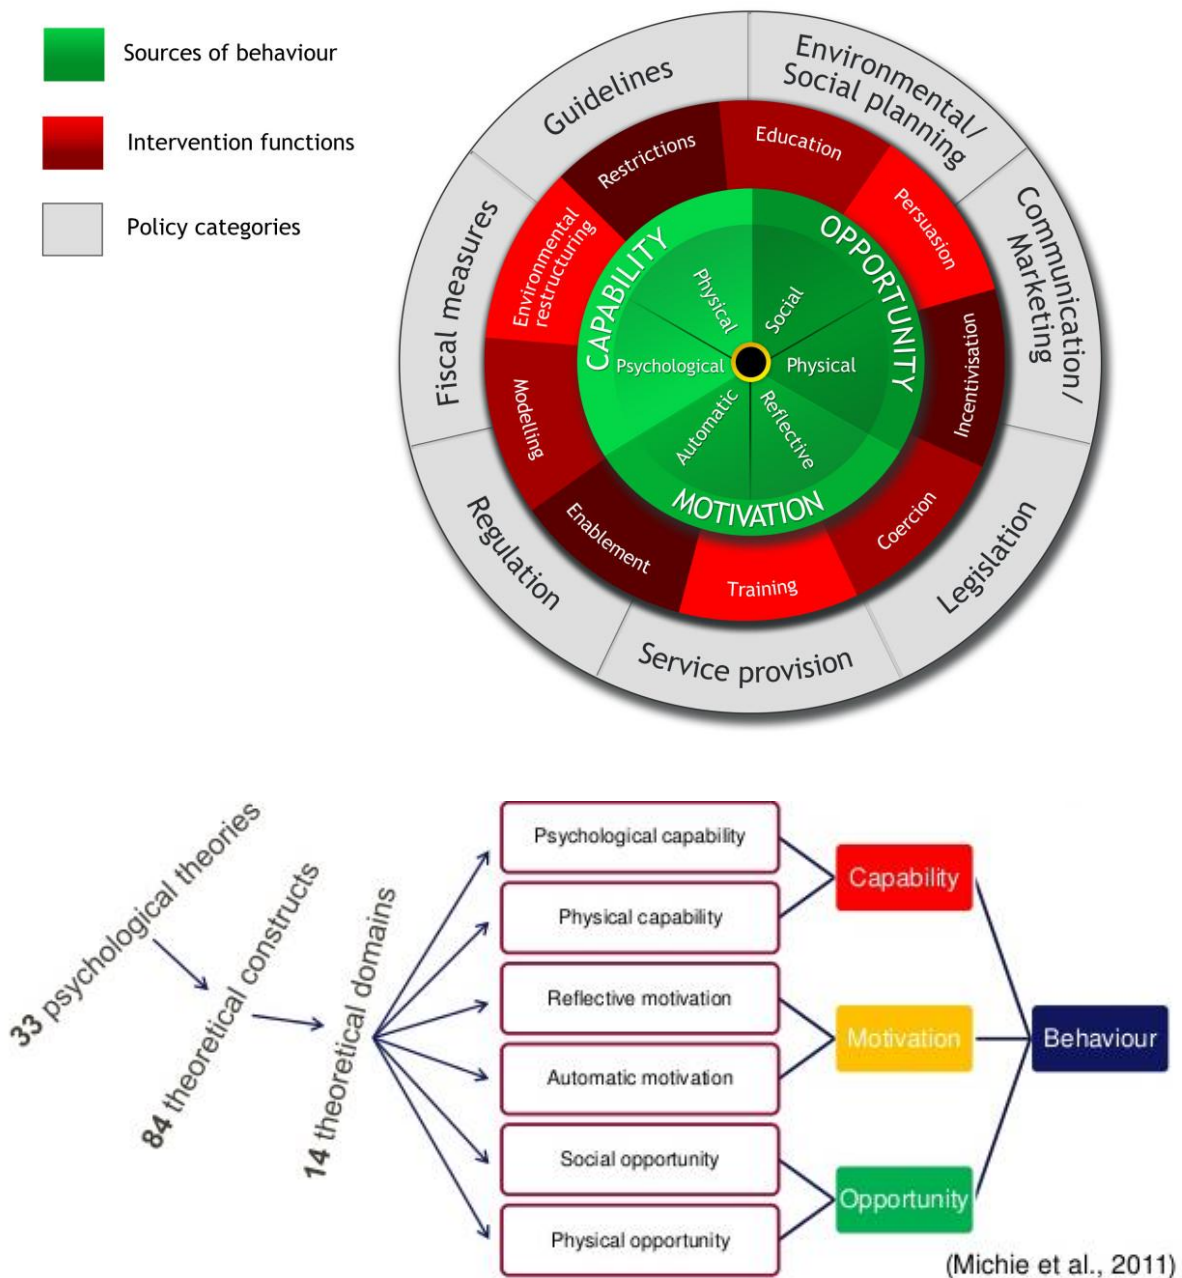 Sources of behaviour
Intervention functions
Policy categories
Guidelines
Environmental/
Social planning
Communication/
Marketing
Legislation
Service provision
Regulation
Fiscal measures
Restrictions
Education
Persuasion
Incentivisation
Coercion
Training
Enablement
Modelling
Environmental
restructuring
CAPABILITY
OPPORTUNITY
MOTIVATION
Physical
Social
Psychological
Physical
Automatic
Reflective
33 psychological theories
84 theoretical constructs
14 theoretical domains
Psychological capability
Physical capability
Reflective motivation
Automatic motivation
Social opportunity
Physical opportunity
Capability
Motivation
Opportunity
Behaviour
(Michie et al., 2011)